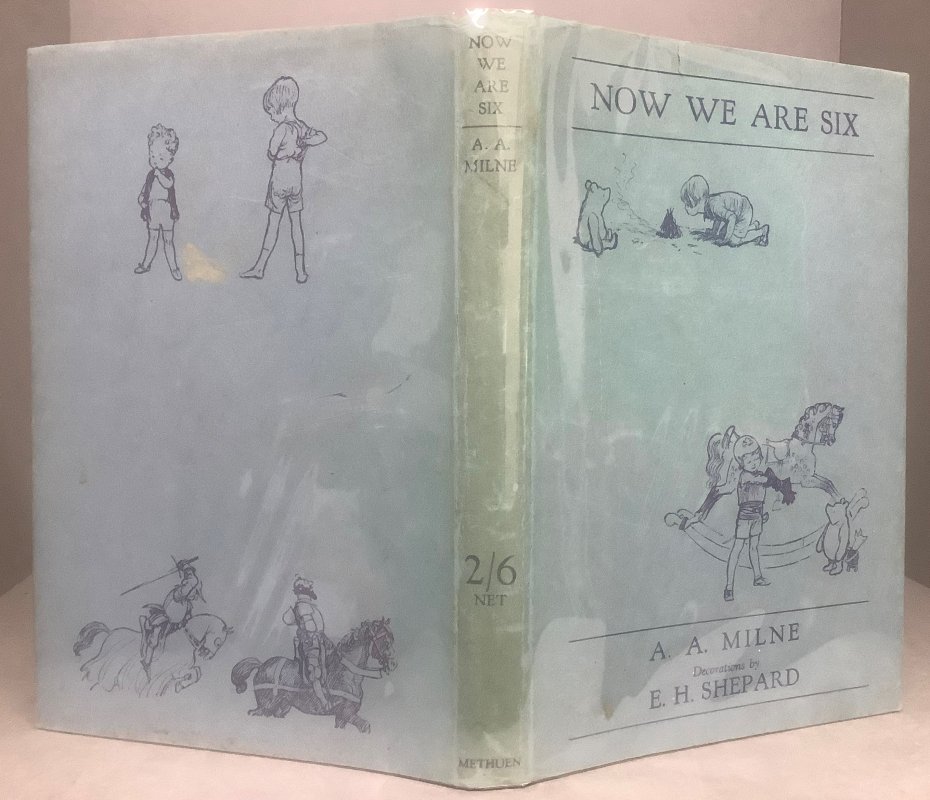 NOW
WE
ARE
SIX
A. A.
MILNE
2/6
NET
METHUEN
NOW WE ARE SIX
A. A. MILNE
Decorations by
E. H. SHEPARD